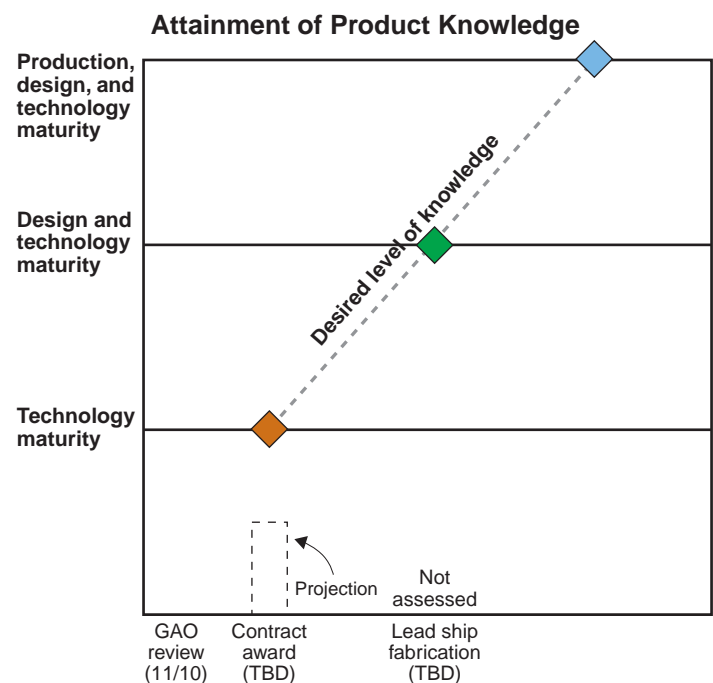 Attainment of Product Knowledge
Production,
design, and
technology
maturity
Desired level of knowledge
Design and
technology
maturity
Technology
maturity
Projection
Not
assessed
GAO
review
(11/10)
Contract
award
(TBD)
Lead ship
fabrication
(TBD)